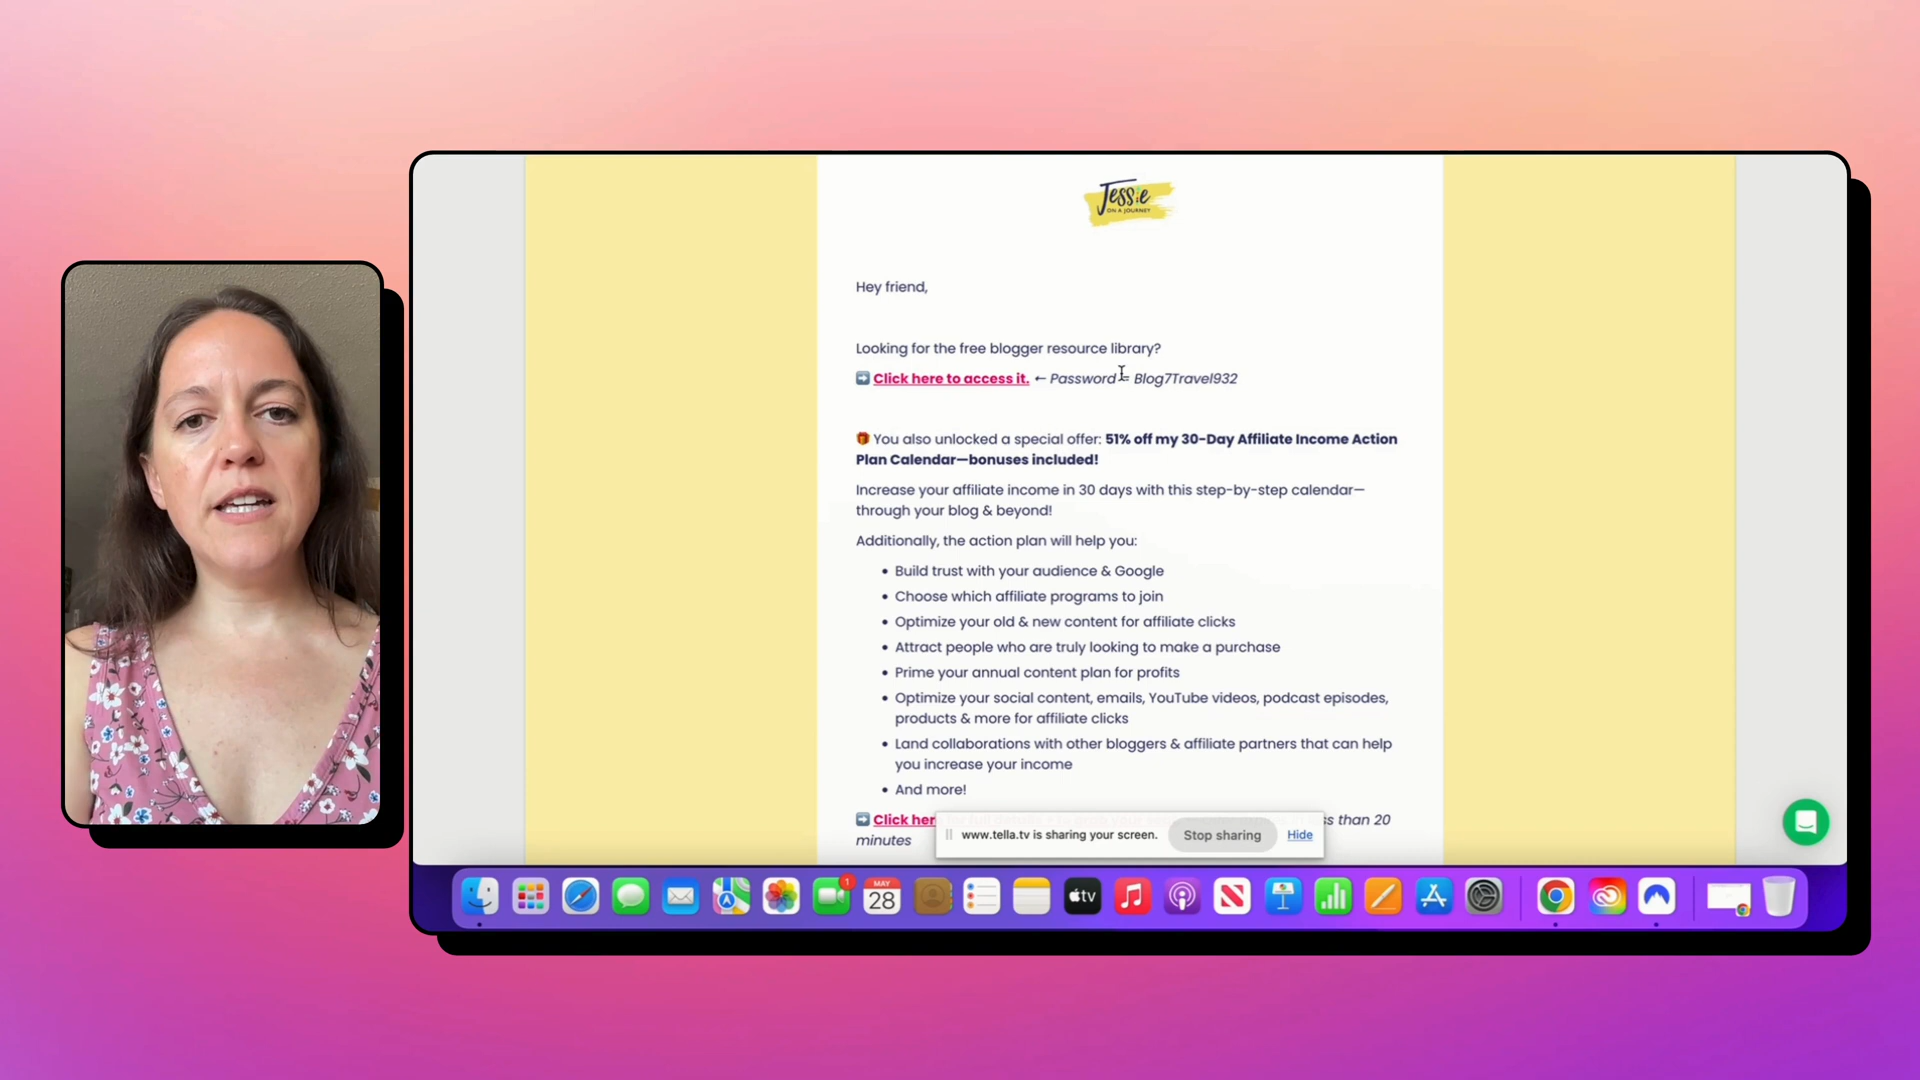 Jessie
ON A JOURNEY
Hey friend,
Looking for the free blogger resource library?
➡️ Click here to access it. ← Password = Blog7Travel932
🎁 You also unlocked a special offer: 51% off my 30-Day Affiliate Income Action
Plan Calendar—bonuses included!
Increase your affiliate income in 30 days with this step-by-step calendar—
through your blog & beyond!
Additionally, the action plan will help you:
• Build trust with your audience & Google
• Choose which affiliate programs to join
• Optimize your old & new content for affiliate clicks
• Attract people who are truly looking to make a purchase
• Prime your annual content plan for profits
• Optimize your social content, emails, YouTube videos, podcast episodes,
products & more for affiliate clicks
• Land collaborations with other bloggers & affiliate partners that can help
you increase your income
• And more!
➡️ Click than 20
minutes
www.tella.tv is sharing your screen. Stop sharing Hide
1
MAY
28
tv